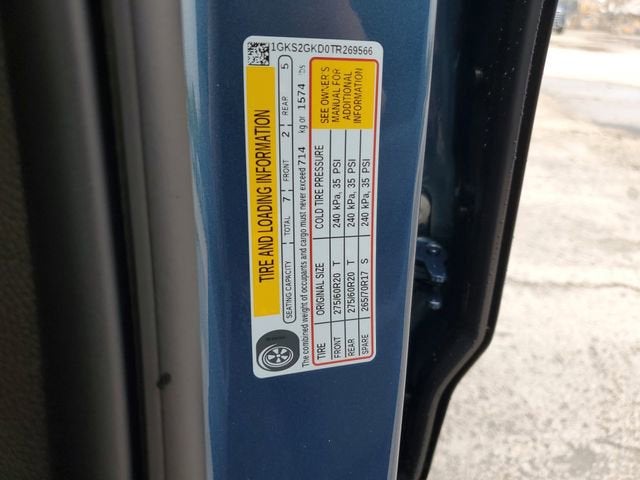 1GKS2GKD0TR269566
TIRE AND LOADING INFORMATION
SEATING CAPACITY TOTAL 7 FRONT 2 REAR 5
The combined weight of occupants and cargo must never exceed 714 kg or 1574 lbs
TIRE ORIGINAL SIZE COLD TIRE PRESSURE
FRONT 275/60R20 T 240 kPa, 35 PSI
REAR 275/60R20 T 240 kPa, 35 PSI
SPARE 265/70R17 S 240 kPa, 35 PSI
SEE OWNER'S
MANUAL FOR
ADDITIONAL
INFORMATION